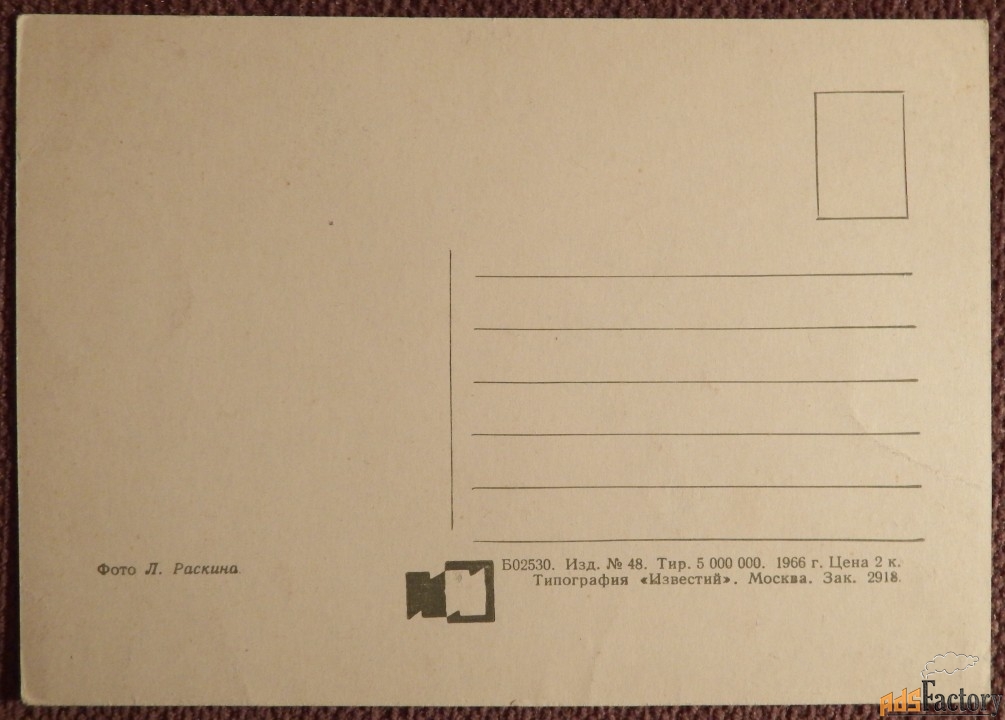 Фото Л. Раскина
Б02530. Изд. № 48. Тир. 5 000 000. 1966 г. Цена 2 к.
Типография «Известий». Москва. Зак. 2918.
AdsFactory